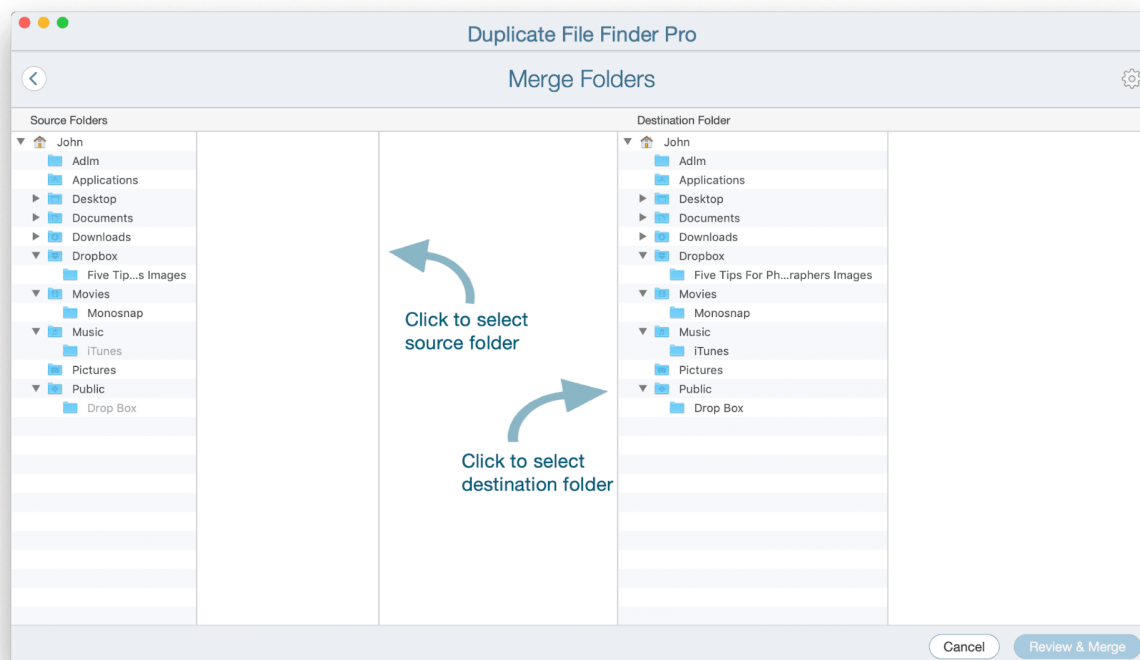 Duplicate File Finder Pro
Merge Folders
Source Folders
Destination Folder
John
Adlm
Applications
Desktop
Documents
Downloads
Dropbox
Five Tip...s Images
Movies
Monosnap
Music
iTunes
Pictures
Public
Drop Box
Click to select
source folder
Click to select
destination folder
John
Adlm
Applications
Desktop
Documents
Downloads
Dropbox
Five Tips For Ph...raphers Images
Movies
Monosnap
Music
iTunes
Pictures
Public
Drop Box
Cancel
Review & Merge